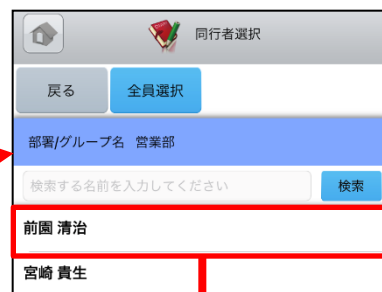 同行者選択
戻る 全員選択
部署/グループ名 営業部
検索する名前を入力してください 検索
前園 清治
宮崎 貴生